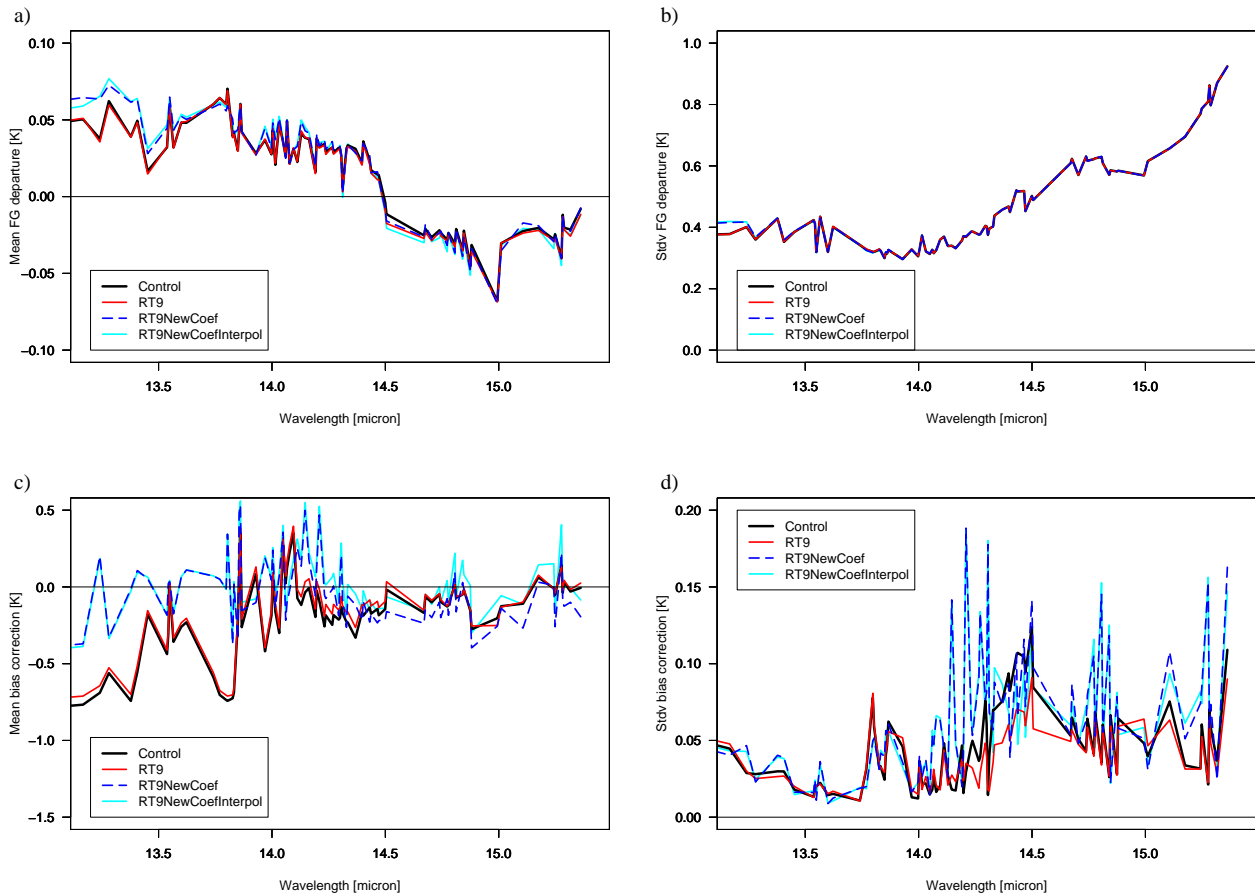 a)
0.10
0.05
0.00
−0.05
−0.10
Mean FG departure [K]
Control
RT9
RT9NewCoef
RT9NewCoefInterpol
13.5
14.0
14.5
15.0
Wavelength [micron]
b)
1.0
0.8
0.6
0.4
0.2
0.0
Stdv FG departure [K]
Control
RT9
RT9NewCoef
RT9NewCoefInterpol
13.5
14.0
14.5
15.0
Wavelength [micron]
c)
0.5
0.0
−0.5
−1.0
−1.5
Mean bias correction [K]
Control
RT9
RT9NewCoef
RT9NewCoefInterpol
13.5
14.0
14.5
15.0
Wavelength [micron]
d)
0.20
0.15
0.10
0.05
0.00
Stdv bias correction [K]
Control
RT9
RT9NewCoef
RT9NewCoefInterpol
13.5
14.0
14.5
15.0
Wavelength [micron]